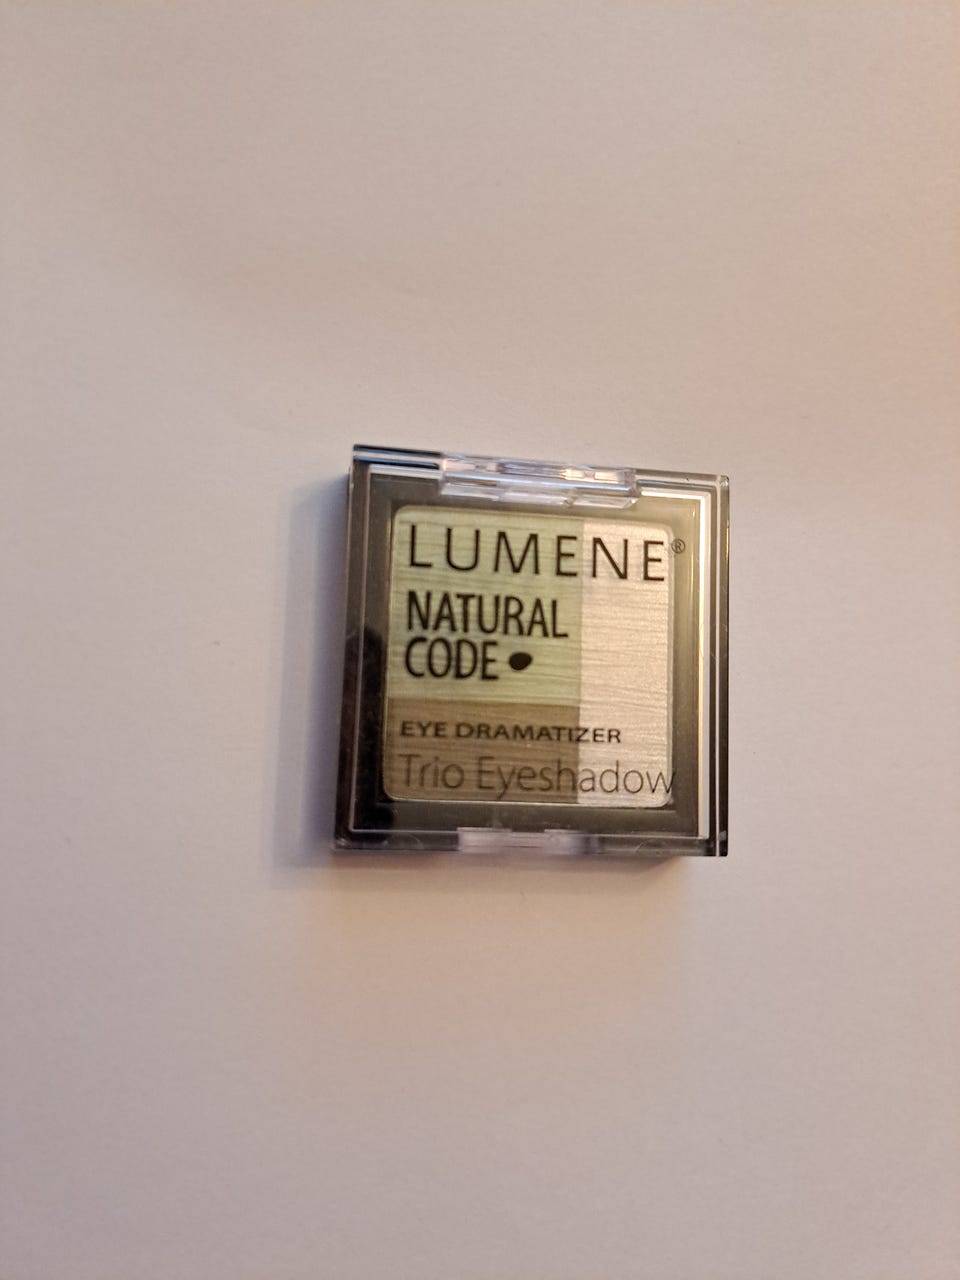 LUMENE®
NATURAL
CODE
EYE DRAMATIZER
Trio Eyeshadow